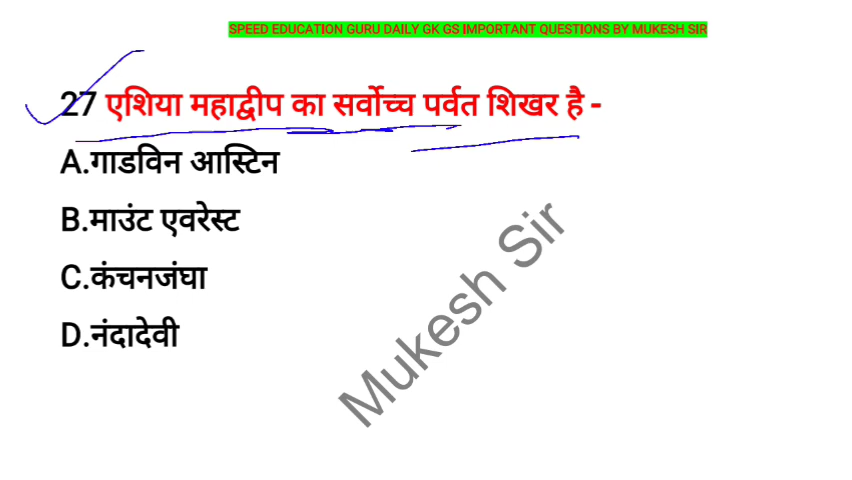 SPEED EDUCATION GURU DAILY GK GS IMPORTANT QUESTIONS BY MUKESH SIR
27 एशिया महाद्वीप का सर्वोच्च पर्वत शिखर है -
A.गाडविन आस्टिन
B.माउंट एवरेस्ट
C.कंचनजंघा
D.नंदादेवी
Mukesh Sir